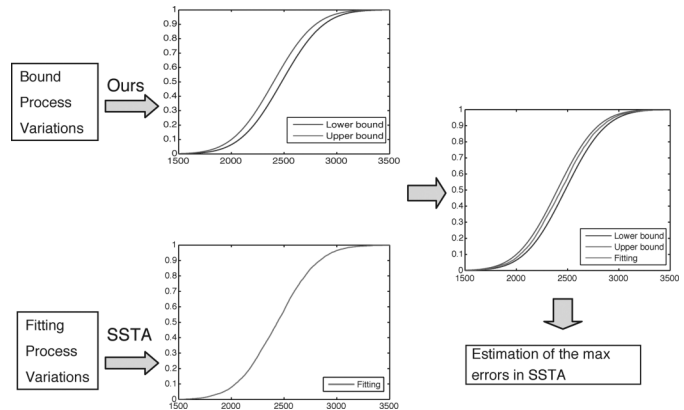 Bound
Process
Variations
Ours
1
0.9
0.8
0.7
0.6
0.5
0.4
0.3
0.2
0.1
0
1500 2000 2500 3000 3500
Lower bound
Upper bound
Fitting
Process
Variations
SSTA
1
0.9
0.8
0.7
0.6
0.5
0.4
0.3
0.2
0.1
0
1500 2000 2500 3000 3500
Fitting
1
0.9
0.8
0.7
0.6
0.5
0.4
0.3
0.2
0.1
0
1500 2000 2500 3000 3500
Lower bound
Upper bound
Fitting
Estimation of the max
errors in SSTA